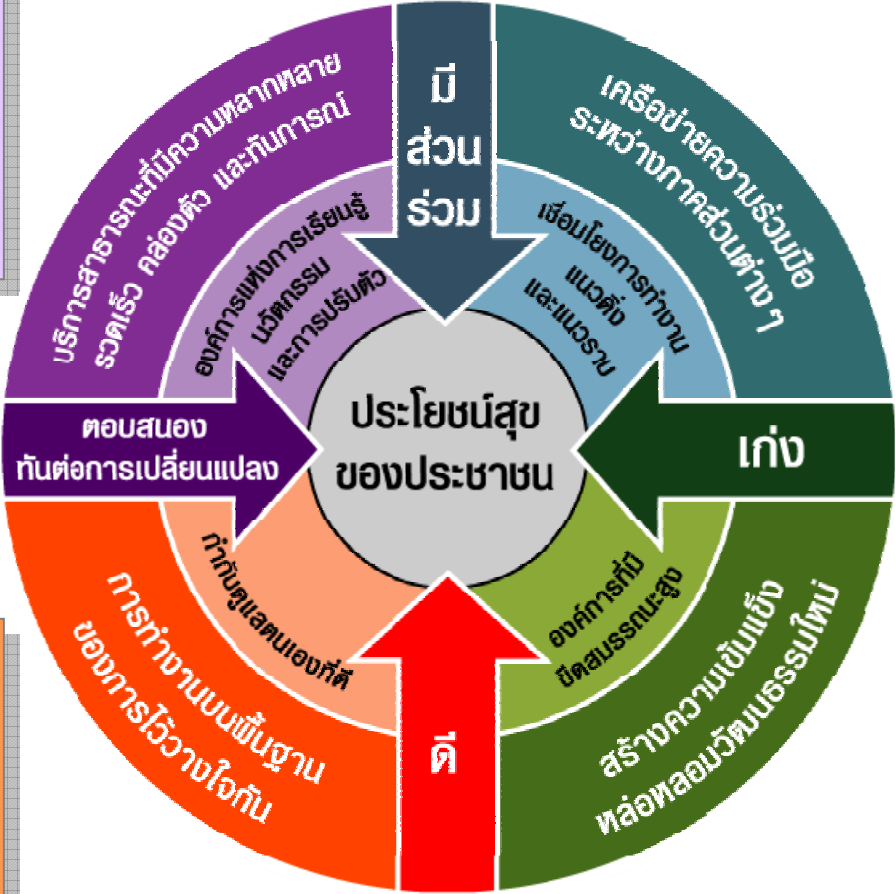 มี
ส่วน
ร่วม
บริการสาธารณะที่มีความหลากหลาย
รวดเร็ว คล่องตัว และทันการณ์
องค์การแห่งการเรียนรู้
นวัตกรรม
และการปรับตัว
เครือข่ายความร่วมมือ
ระหว่างภาคส่วนต่างๆ
เชื่อมโยงการทำงาน
แนวดิ่ง
และแนวราบ
ตอบสนอง
ทันต่อการเปลี่ยนแปลง
ประโยชน์สุข
ของประชาชน
เก่ง
กำกับดูแลตนเองที่ดี
การทำงานบนพื้นฐาน
ของการไว้วางใจกัน
องค์การที่มี
ขีดสมรรถนะสูง
สร้างความเข้มแข็ง
หล่อหลอมวัฒนธรรมใหม่
ดี